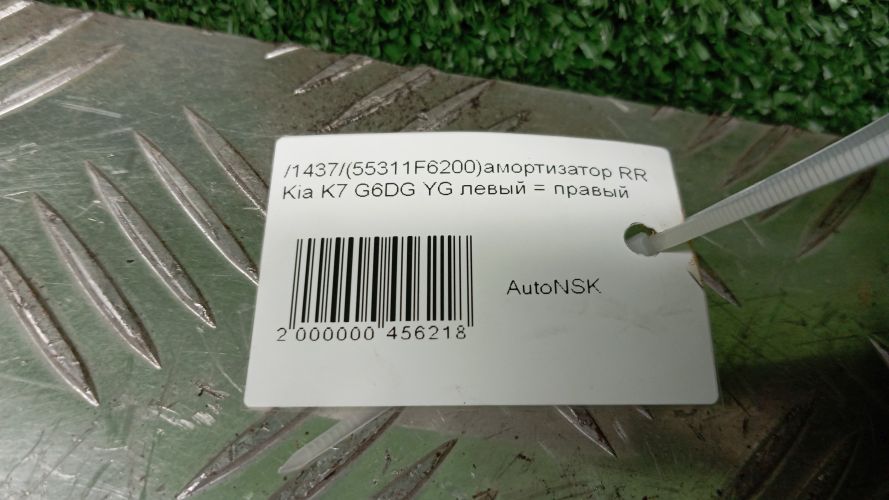 /1437/(55311F6200)амортизатор RR
Kia K7 G6DG YG левый = правый
AutoNSK
2 000000 456218